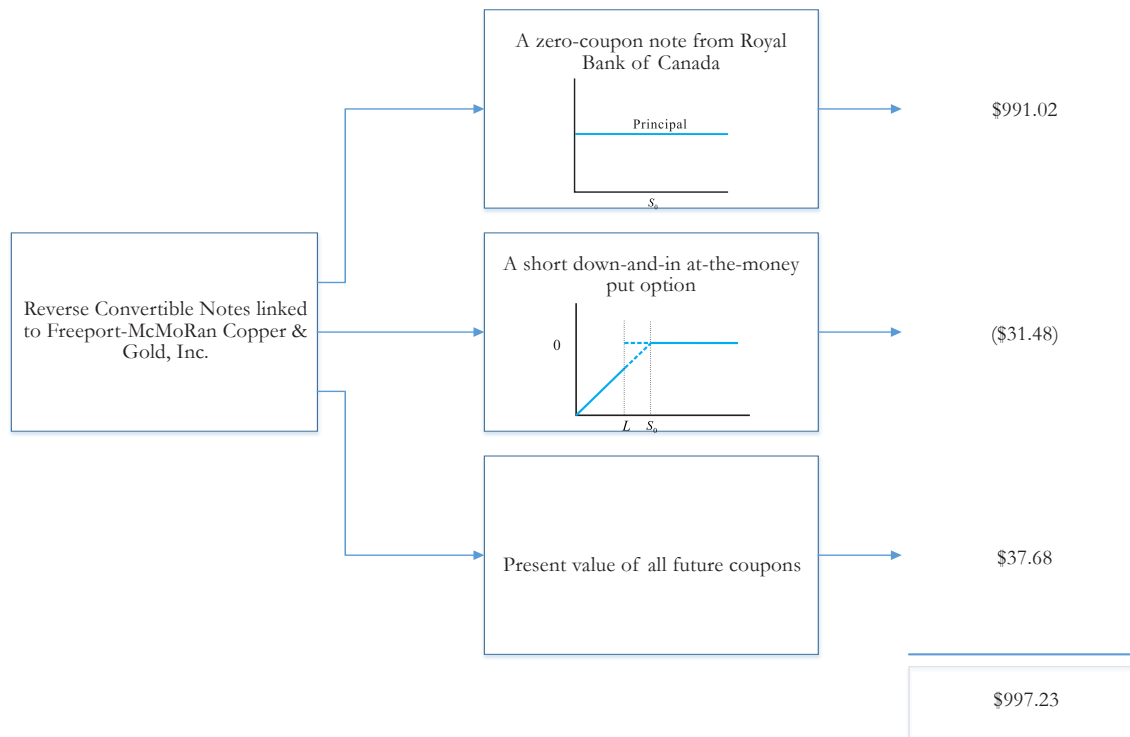 A zero-coupon note from Royal
Bank of Canada
Principal
S₀
$991.02
Reverse Convertible Notes linked
to Freeport-McMoRan Copper &
Gold, Inc.
A short down-and-in at-the-money
put option
0
L S₀
($31.48)
Present value of all future coupons
$37.68
$997.23